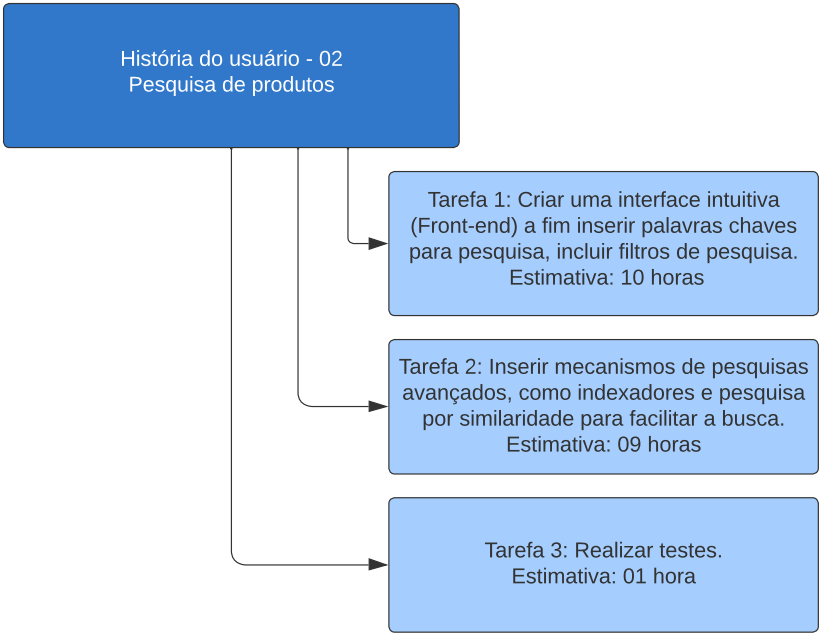 História do usuário - 02
Pesquisa de produtos
Tarefa 1: Criar uma interface intuitiva
(Front-end) a fim inserir palavras chaves
para pesquisa, incluir filtros de pesquisa.
Estimativa: 10 horas
Tarefa 2: Inserir mecanismos de pesquisas
avançados, como indexadores e pesquisa
por similaridade para facilitar a busca.
Estimativa: 09 horas
Tarefa 3: Realizar testes.
Estimativa: 01 hora